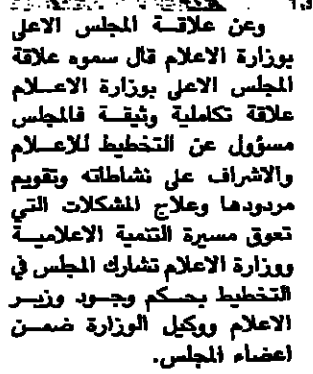 وعن علاقة المجلس الاعلى
بوزارة الاعلام قال سموه علاقة
المجلس الاعلى بوزارة الاعلام
علاقة تكاملية وثيقة فالمجلس
مسؤول عن التخطيط للاعلام
والاشراف على نشاطاته وتقويم
مردودها وعلاج المشكلات التي
تعوق مسيرة التنمية الاعلامية
ووزارة الاعلام تشارك المجلس في
التخطيط بحكم وجود وزير
الاعلام ووكيل الوزارة ضمن
اعضاء المجلس.